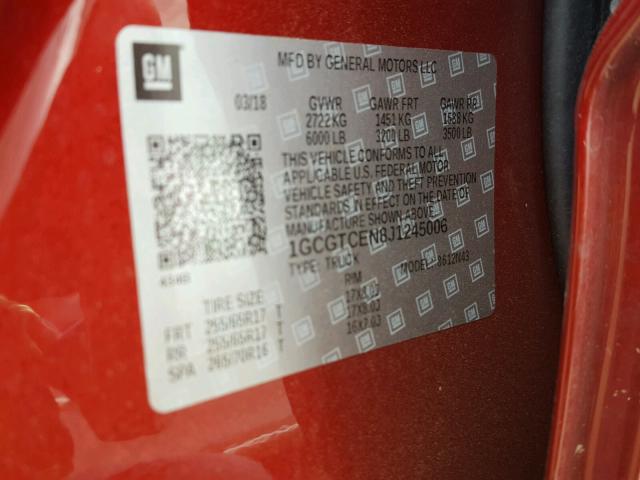 GM
MFD BY GENERAL MOTORS LLC
03/18 GVWR GAWR FRT GAWR RR
2722 KG 1451 KG 1588 KG
6000 LB 3200 LB 3500 LB
THIS VEHICLE CONFORMS TO ALL
APPLICABLE U.S. FEDERAL MOTOR
VEHICLE SAFETY AND THEFT PREVENTION
STANDARDS IN EFFECT ON THE DATE
OF MANUFACTURE SHOWN ABOVE.
1GCGTCEN8J1245006
TYPE: TRUCK MODEL: 8612N43
TIRE SIZE RIM
FRT 255/65R17 T 17X8.0J
RR 255/65R17 T 17X8.0J
SPA 265/70R16 T 16X7.0J